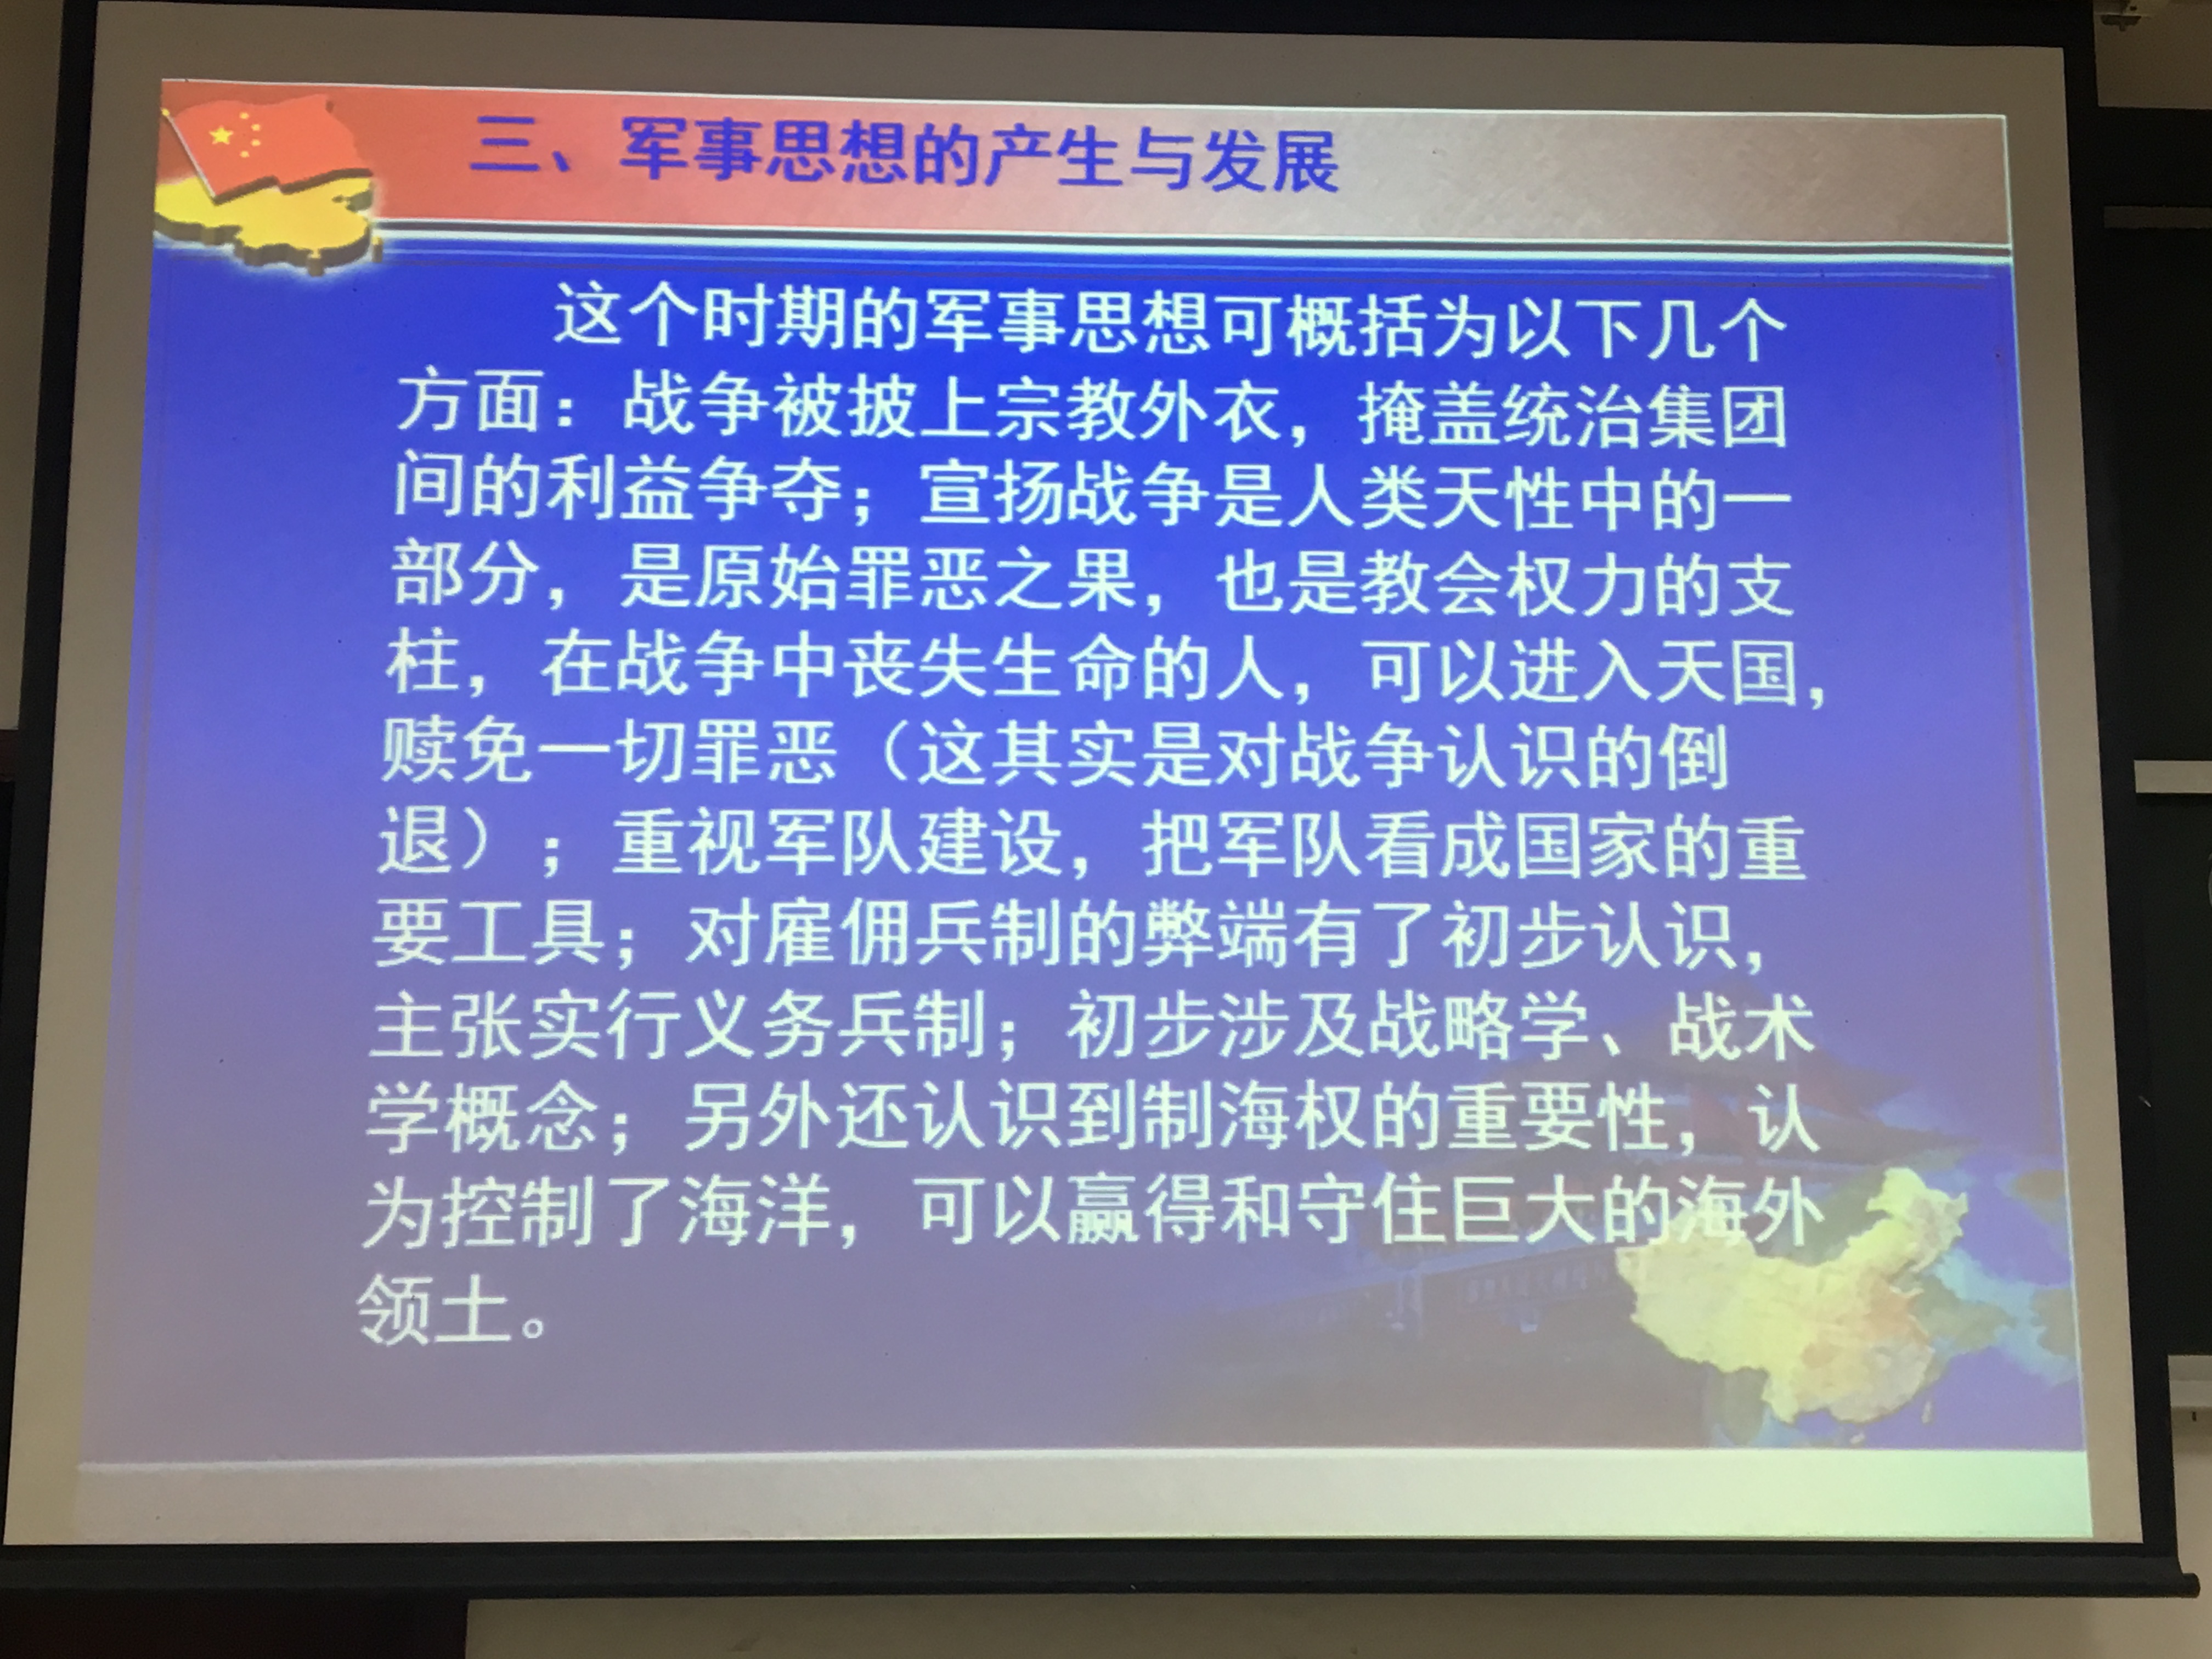 三、军事思想的产生与发展
这个时期的军事思想可概括为以下几个
方面：战争被披上宗教外衣，掩盖统治集团
间的利益争夺；宣扬战争是人类天性中的一
部分，是原始罪恶之果，也是教会权力的支
柱，在战争中丧失生命的人，可以进入天国，
赎免一切罪恶（这其实是对战争认识的倒
退）；重视军队建设，把军队看成国家的重
要工具；对雇佣兵制的弊端有了初步认识，
主张实行义务兵制；初步涉及战略学、战术
学概念；另外还认识到制海权的重要性，认
为控制了海洋，可以赢得和守住巨大的海外
领土。